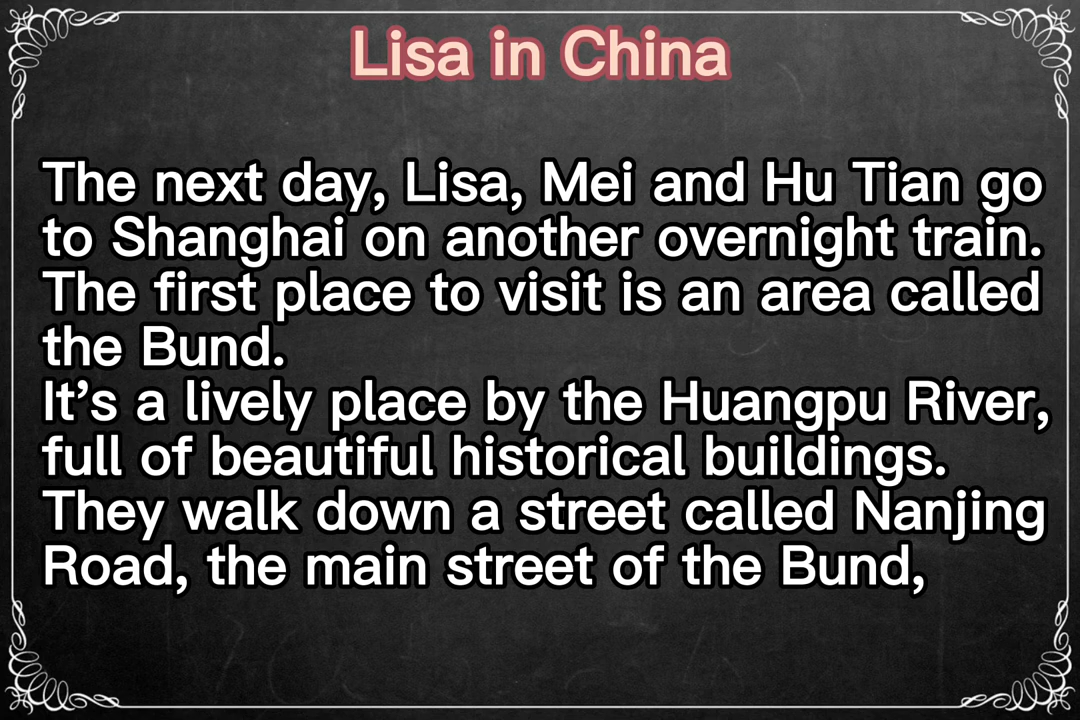 Lisa in China
The next day, Lisa, Mei and Hu Tian go
to Shanghai on another overnight train.
The first place to visit is an area called
the Bund.
It’s a lively place by the Huangpu River,
full of beautiful historical buildings.
They walk down a street called Nanjing
Road, the main street of the Bund,